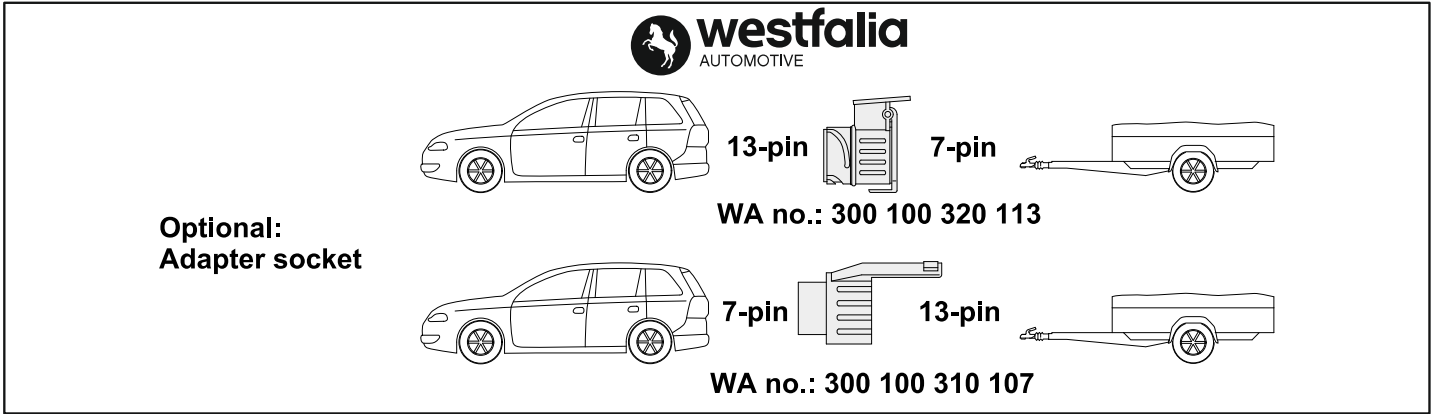 westfalia
AUTOMOTIVE
13-pin 7-pin
WA no.: 300 100 320 113
Optional:
Adapter socket
7-pin 13-pin
WA no.: 300 100 310 107